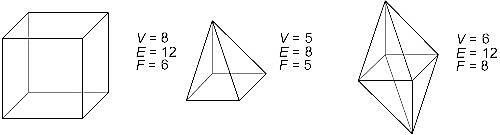 V = 8
E = 12
F = 6
V = 5
E = 8
F = 5
V = 6
E = 12
F = 8